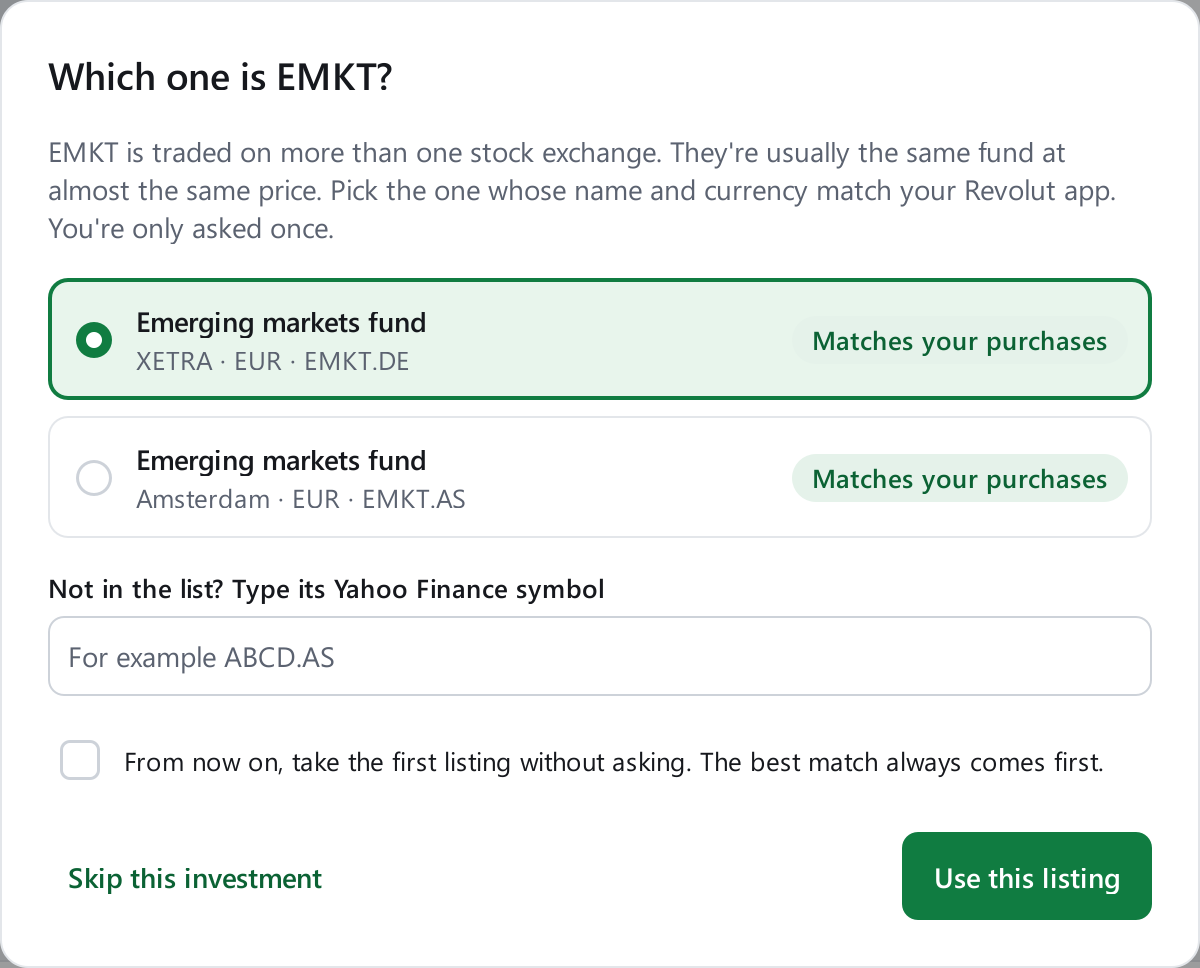 Which one is EMKT?
EMKT is traded on more than one stock exchange. They're usually the same fund at
almost the same price. Pick the one whose name and currency match your Revolut app.
You're only asked once.
Emerging markets fund
XETRA · EUR · EMKT.DE
Matches your purchases
Emerging markets fund
Amsterdam · EUR · EMKT.AS
Matches your purchases
Not in the list? Type its Yahoo Finance symbol
For example ABCD.AS
From now on, take the first listing without asking. The best match always comes first.
Skip this investment
Use this listing